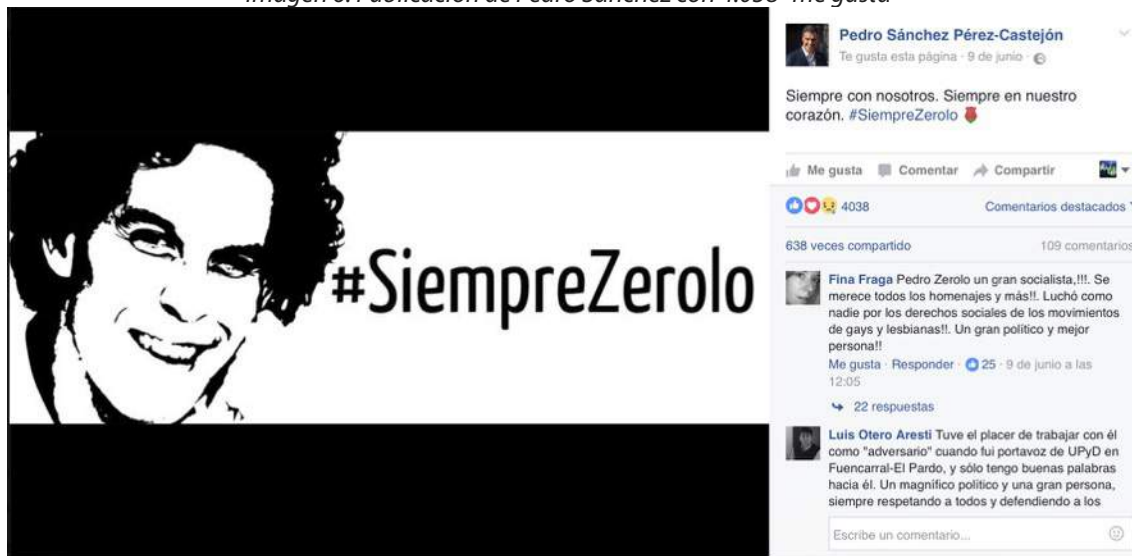 Imagen 6. Publicación de Pedro Sánchez con 4.038 "me gusta"
#SiempreZerolo
Pedro Sánchez Pérez-Castejón
Te gusta esta página · 9 de junio ·
Siempre con nosotros. Siempre en nuestro
corazón. #SiempreZerolo
Me gusta Comentar Compartir
4038 Comentarios destacados
638 veces compartido 109 comentarios
Fina Fraga Pedro Zerolo un gran socialista,!!!. Se
merece todos los homenajes y más!!. Luchó como
nadie por los derechos sociales de los movimientos
de gays y lesbianas!!. Un gran político y mejor
persona!!
Me gusta · Responder · 25 · 9 de junio a las
12:05
22 respuestas
Luis Otero Aresti Tuve el placer de trabajar con él
como "adversario" cuando fui portavoz de UPyD en
Fuencarral-El Pardo, y sólo tengo buenas palabras
hacia él. Un magnífico político y una gran persona,
siempre respetando a todos y defendiendo a los
Escribe un comentario...